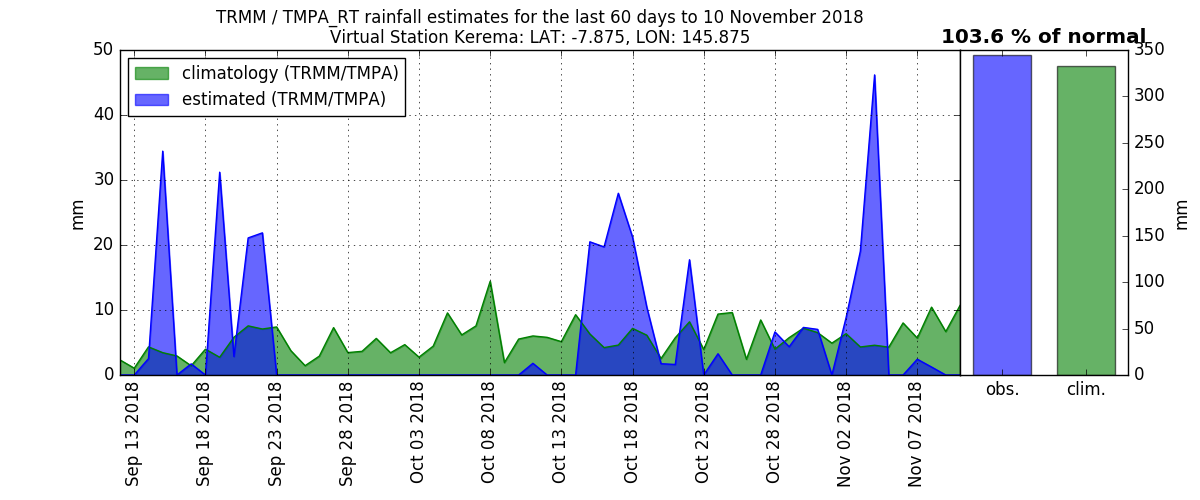 TRMM / TMPA_RT rainfall estimates for the last 60 days to 10 November 2018
Virtual Station Kerema: LAT: -7.875, LON: 145.875
103.6 % of normal
climatology (TRMM/TMPA)
estimated (TRMM/TMPA)
50
40
30
20
10
0
mm
Sep 13 2018
Sep 18 2018
Sep 23 2018
Sep 28 2018
Oct 03 2018
Oct 08 2018
Oct 13 2018
Oct 18 2018
Oct 23 2018
Oct 28 2018
Nov 02 2018
Nov 07 2018
obs.
clim.
350
300
250
200
150
100
50
0
mm